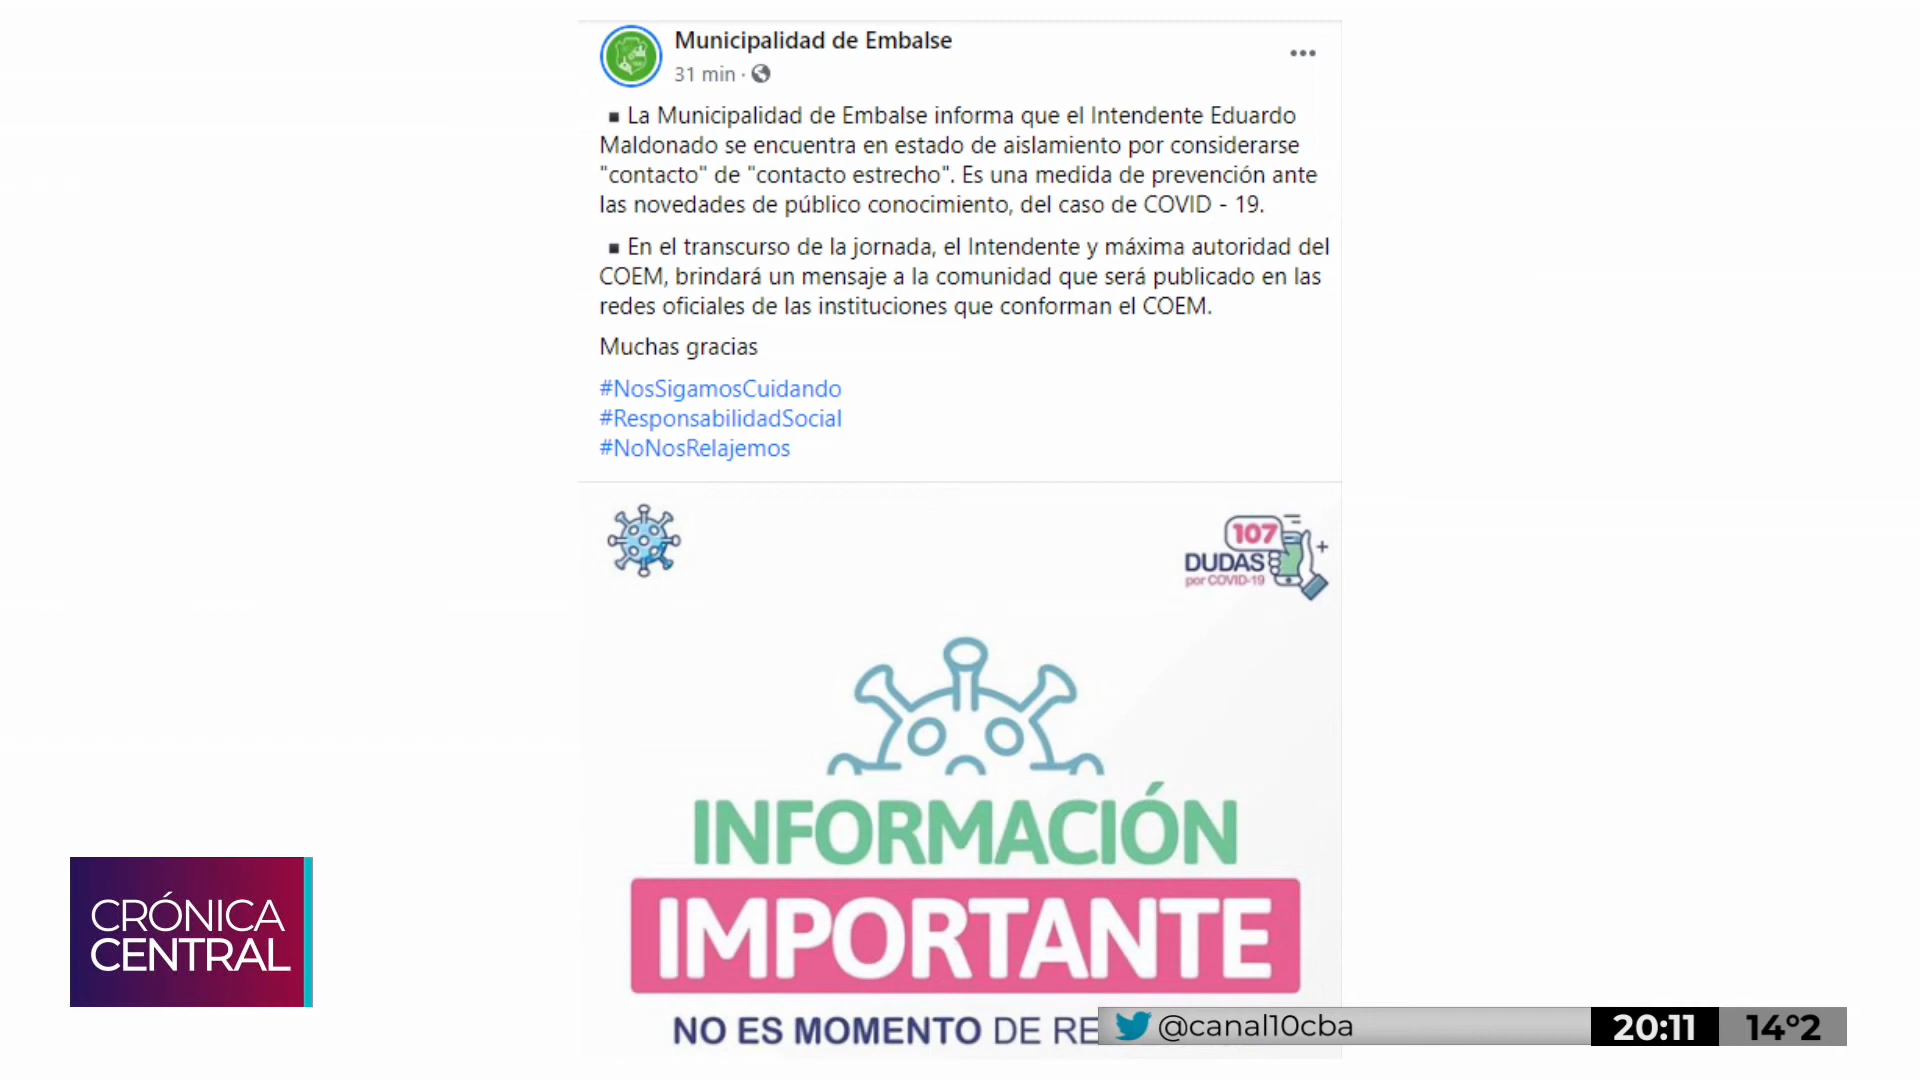 Municipalidad de Embalse
31 min ·
▪ La Municipalidad de Embalse informa que el Intendente Eduardo
Maldonado se encuentra en estado de aislamiento por considerarse
"contacto" de "contacto estrecho". Es una medida de prevención ante
las novedades de público conocimiento, del caso de COVID - 19.
▪ En el transcurso de la jornada, el Intendente y máxima autoridad del
COEM, brindará un mensaje a la comunidad que será publicado en las
redes oficiales de las instituciones que conforman el COEM.
Muchas gracias
#NosSigamosCuidando
#ResponsabilidadSocial
#NoNosRelajemos
107
DUDAS
por COVID-19
INFORMACIÓN
IMPORTANTE
NO ES MOMENTO DE RE
CRÓNICA
CENTRAL
@canal10cba
20:11
14º2